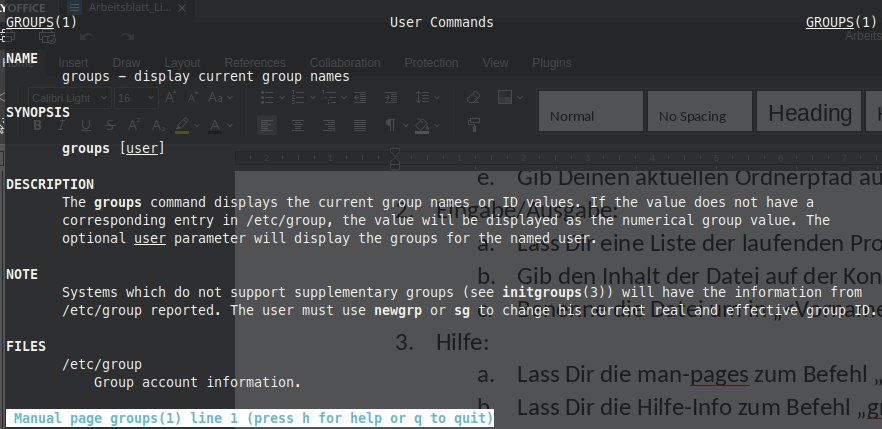 YOFFICE Arbeitsblatt_Li...
GROUPS(1) User Commands GROUPS(1)
Arbeits
NAME
Insert Draw Layout References Collaboration Protection View Plugins
groups – display current group names
Calibri Light 16
SYNOPSIS
Normal No Spacing Heading
groups [user]
DESCRIPTION
e. Gib Deinen aktuellen Ordnerpfad au
The groups command displays the current group names or ID values. If the value does not have a
2. Eingabe/Ausgabe:
corresponding entry in /etc/group, the value will be displayed as the numerical group value. The
optional user parameter will display the groups for the named user.
a. Lass Dir eine Liste der laufenden Pro
NOTE
b. Gib den Inhalt der Datei auf der Kon
Systems which do not support supplementary groups (see initgroups(3)) will have the information from
/etc/group reported. The user must use newgrp or sg to change his current real and effective group ID.
3. Hilfe:
FILES
/etc/group
a. Lass Dir die man-pages zum Befehl „
Group account information.
b. Lass Dir die Hilfe-Info zum Befehl „gr
Manual page groups(1) line 1 (press h for help or q to quit)